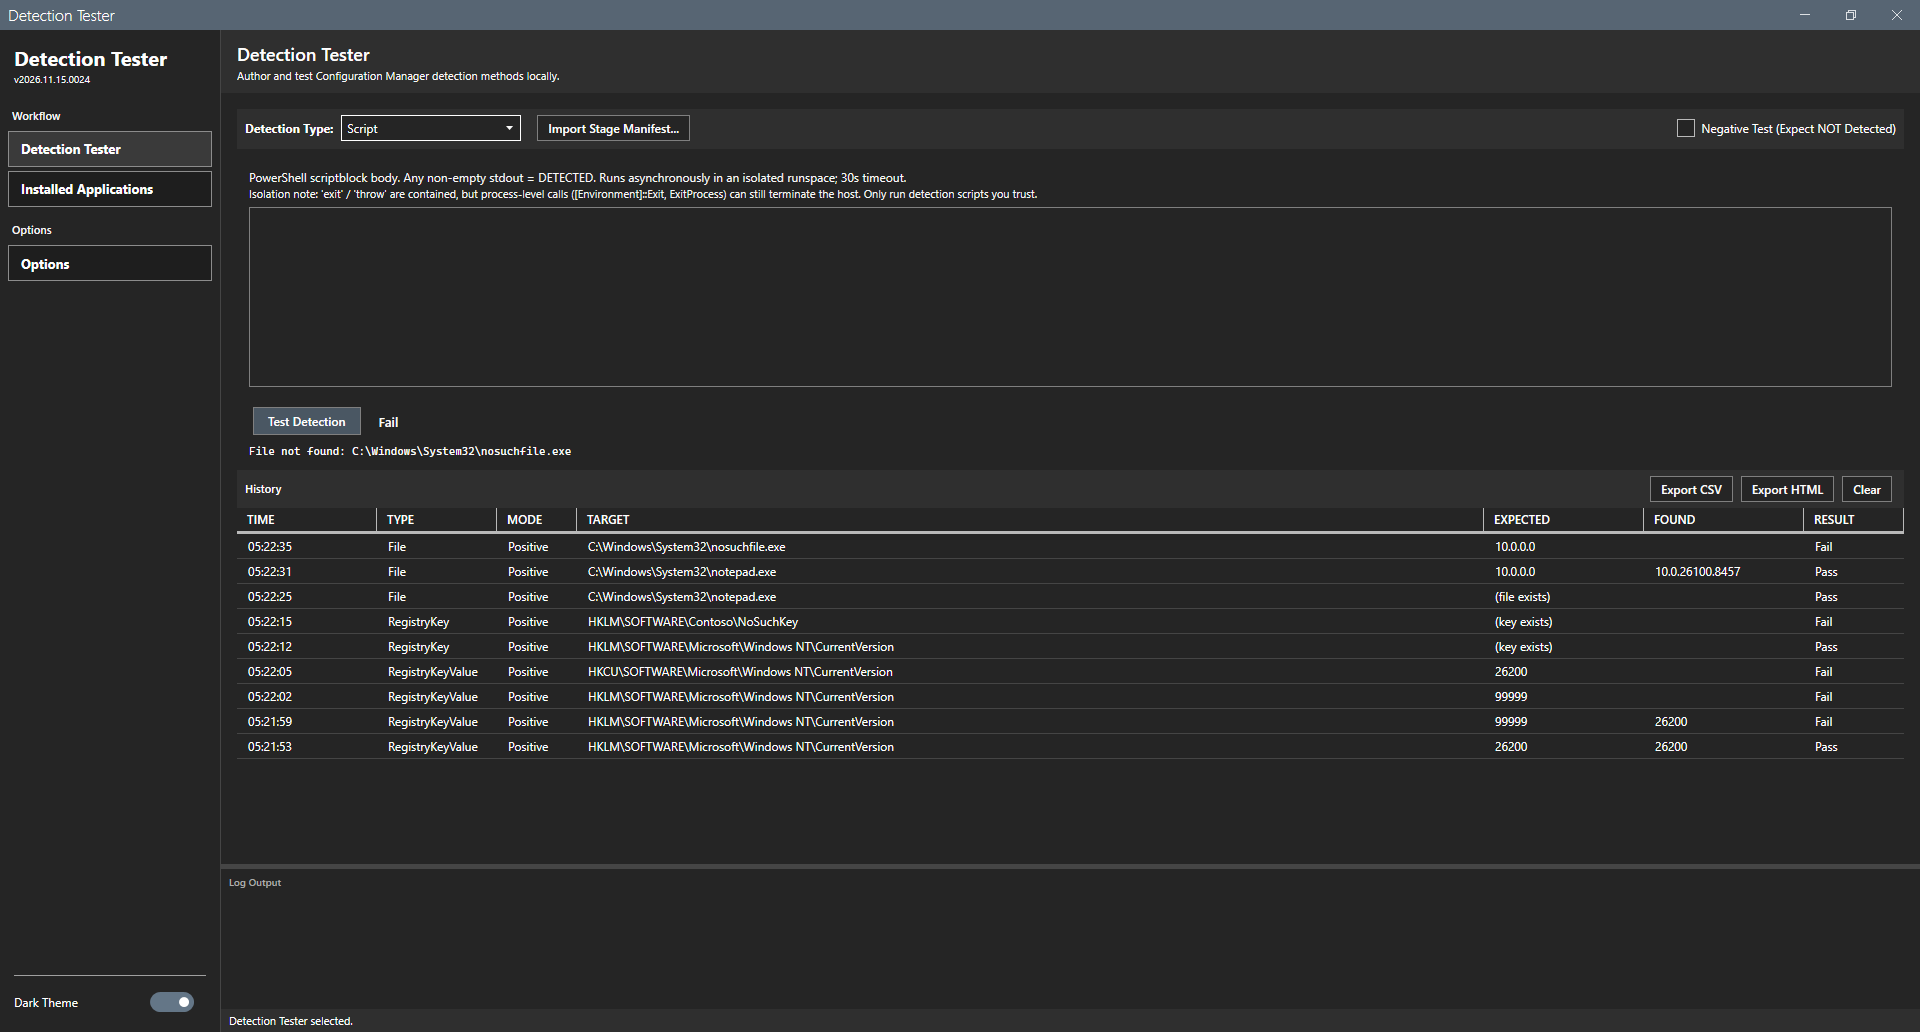 Detection Tester
Detection Tester
v2026.11.15.0024
Workflow
Detection Tester
Installed Applications
Options
Options
Dark Theme
Detection Tester
Author and test Configuration Manager detection methods locally.
Detection Type: Script Import Stage Manifest... Negative Test (Expect NOT Detected)
PowerShell scriptblock body. Any non-empty stdout = DETECTED. Runs asynchronously in an isolated runspace; 30s timeout.
Isolation note: 'exit' / 'throw' are contained, but process-level calls ([Environment]::Exit, ExitProcess) can still terminate the host. Only run detection scripts you trust.
Test Detection Fail
File not found: C:\Windows\System32\nosuchfile.exe
History Export CSV Export HTML Clear
TIME TYPE MODE TARGET EXPECTED FOUND RESULT
05:22:35 File Positive C:\Windows\System32\nosuchfile.exe 10.0.0.0 Fail
05:22:31 File Positive C:\Windows\System32\notepad.exe 10.0.0.0 10.0.26100.8457 Pass
05:22:25 File Positive C:\Windows\System32\notepad.exe (file exists) Pass
05:22:15 RegistryKey Positive HKLM\SOFTWARE\Contoso\NoSuchKey (key exists) Fail
05:22:12 RegistryKey Positive HKLM\SOFTWARE\Microsoft\Windows NT\CurrentVersion (key exists) Pass
05:22:05 RegistryKeyValue Positive HKCU\SOFTWARE\Microsoft\Windows NT\CurrentVersion 26200 Fail
05:22:02 RegistryKeyValue Positive HKLM\SOFTWARE\Microsoft\Windows NT\CurrentVersion 99999 Fail
05:21:59 RegistryKeyValue Positive HKLM\SOFTWARE\Microsoft\Windows NT\CurrentVersion 99999 26200 Fail
05:21:53 RegistryKeyValue Positive HKLM\SOFTWARE\Microsoft\Windows NT\CurrentVersion 26200 26200 Pass
Log Output
Detection Tester selected.